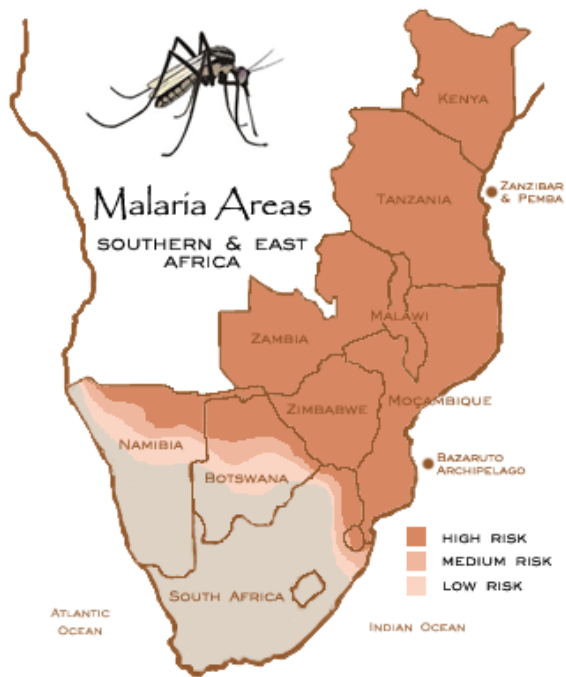 KENYA
ZANZIBAR
& PEMBA
TANZANIA
Malaria Areas
SOUTHERN & EAST
AFRICA
MALAWI
ZAMBIA
MOÇAMBIQUE
ZIMBABWE
NAMIBIA
BAZARUTO
ARCHIPELAGO
BOTSWANA
HIGH RISK
MEDIUM RISK
LOW RISK
SOUTH AFRICA
ATLANTIC
OCEAN
INDIAN OCEAN